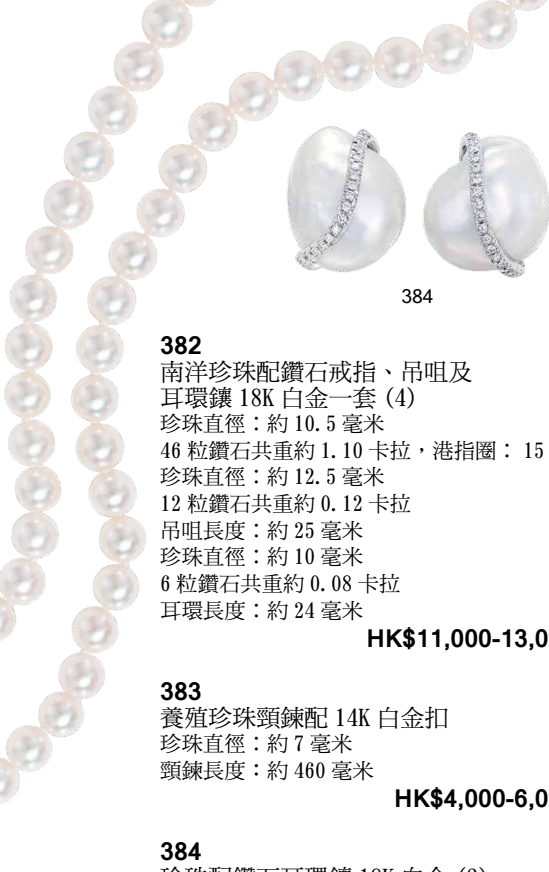 384
382
南洋珍珠配鑽石戒指、吊咀及
耳環鑲 18K 白金一套 (4)
珍珠直徑：約 10.5 毫米
46 粒鑽石共重約 1.10 卡拉，港指圈： 15
珍珠直徑：約 12.5 毫米
12 粒鑽石共重約 0.12 卡拉
吊咀長度：約 25 毫米
珍珠直徑：約 10 毫米
6 粒鑽石共重約 0.08 卡拉
耳環長度：約 24 毫米
HK$11,000-13,0
383
養殖珍珠頸鍊配 14K 白金扣
珍珠直徑：約 7 毫米
頸鍊長度：約 460 毫米
HK$4,000-6,0
384